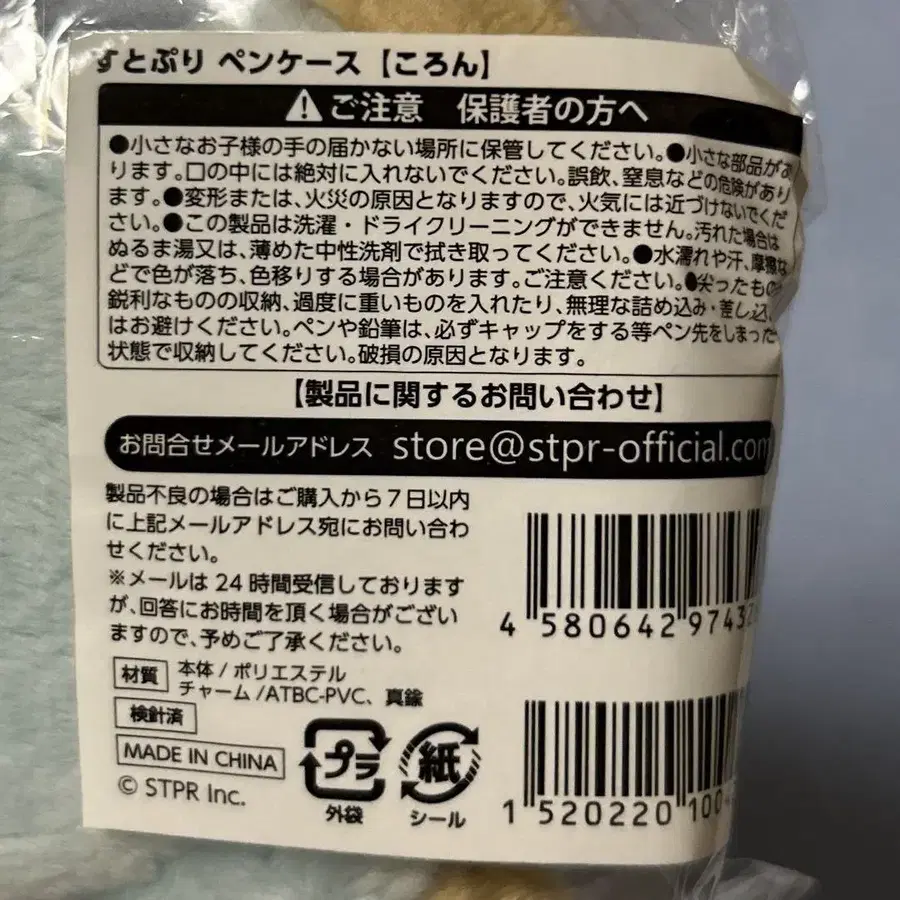 すとぷり ペンケース【ころん】
ご注意 保護者の方へ
●小さなお子様の手の届かない場所に保管してください。●小さな部品があ
ります。口の中には絶対に入れないでください。誤飲、窒息などの危険があり
ます。●変形または、火災の原因となりますので、火気には近づけないでくだ
さい。●この製品は洗濯・ドライクリーニングができません。汚れた場合は
ぬるま湯又は、薄めた中性洗剤で拭き取ってください。●水濡れや汗、摩擦な
どで色が落ち、色移りする場合があります。ご注意ください。●尖ったもの
鋭利なものの収納、過度に重いものを入れたり、無理な詰め込み・差し込
はお避けください。ペンや鉛筆は、必ずキャップをする等ペン先をしまった
状態で収納してください。破損の原因となります。
【製品に関するお問い合わせ】
お問合せメールアドレス store@stpr-official.com
製品不良の場合はご購入から7日以内
に上記メールアドレス宛にお問い合わ
せください。
※メールは24時間受信しております
が、回答にお時間を頂く場合がござい
ますので、予めご了承ください。
4 580642 97432
材質 本体/ポリエステル
チャーム/ATBC-PVC、真鍮
検針済
MADE IN CHINA
© STPR Inc.
プラ
外袋
紙
シール
1 520220 100